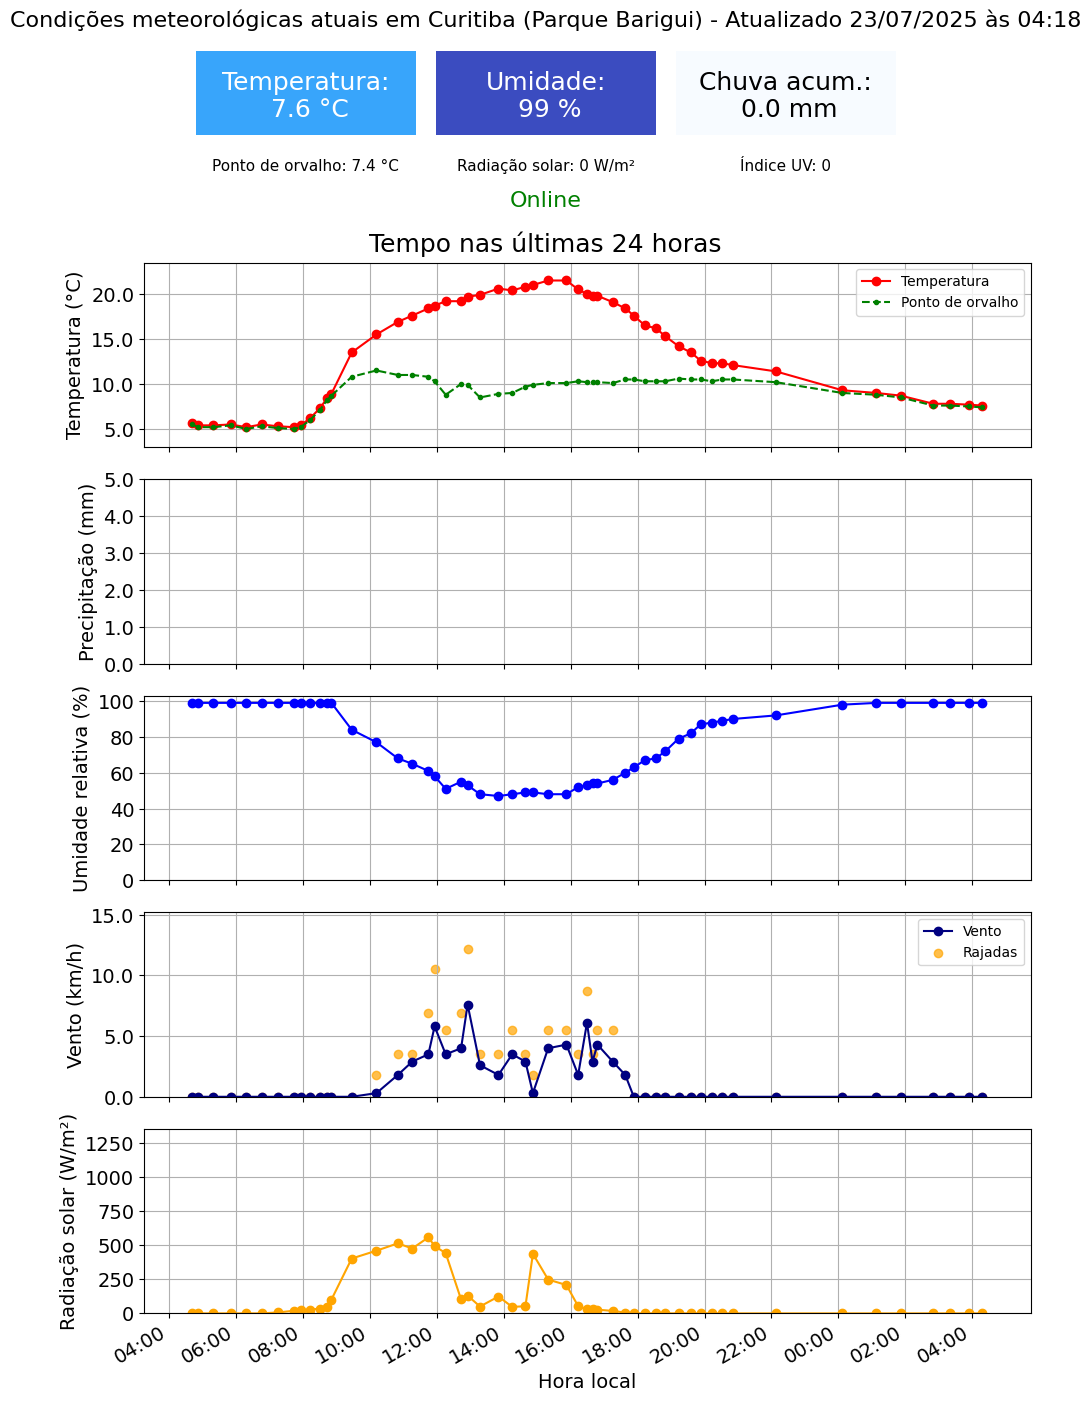 Condições meteorológicas atuais em Curitiba (Parque Barigui) - Atualizado 23/07/2025 às 04:18
Temperatura:
7.6 °C
Umidade:
99 %
Chuva acum.:
0.0 mm
Ponto de orvalho: 7.4 °C
Radiação solar: 0 W/m²
Índice UV: 0
Online
Tempo nas últimas 24 horas
Temperatura (°C)
20.0
15.0
10.0
5.0
Temperatura
Ponto de orvalho
Precipitação (mm)
5.0
4.0
3.0
2.0
1.0
0.0
Umidade relativa (%)
100
80
60
40
20
0
Vento (km/h)
15.0
10.0
5.0
0.0
Vento
Rajadas
Radiação solar (W/m²)
1250
1000
750
500
250
0
04:00
06:00
08:00
10:00
12:00
14:00
16:00
18:00
20:00
22:00
00:00
02:00
04:00
Hora local